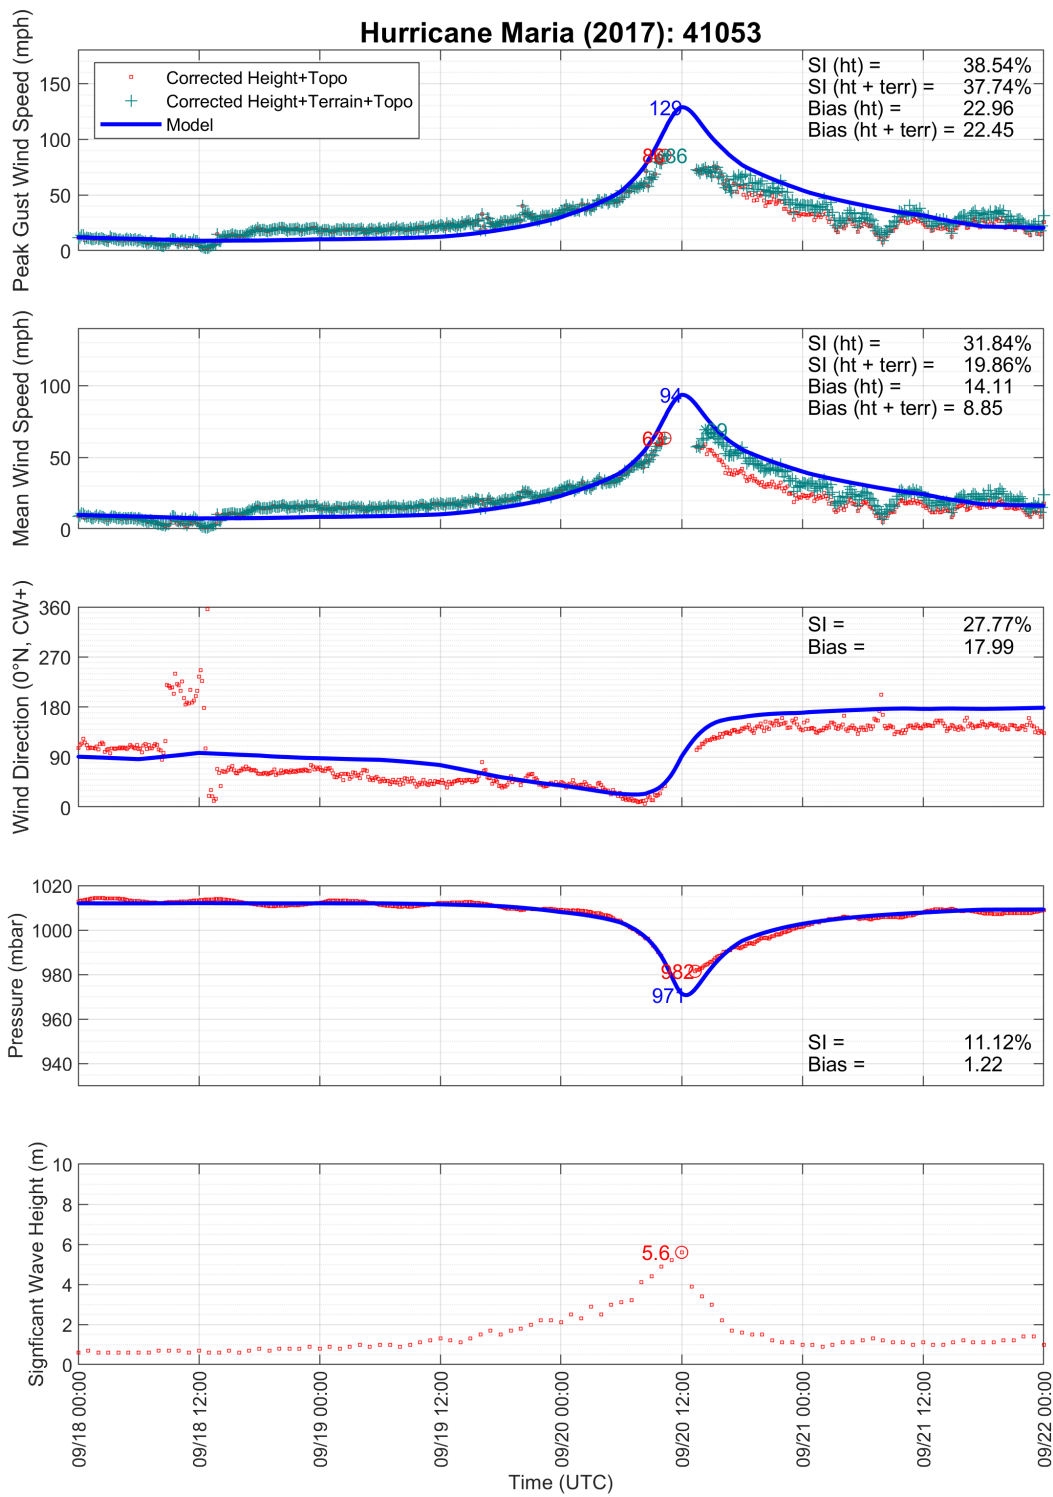 Hurricane Maria (2017): 41053
Peak Gust Wind Speed (mph)
150
100
50
0
Corrected Height+Topo
Corrected Height+Terrain+Topo
Model
129
86
SI (ht) = 38.54%
SI (ht + terr) = 37.74%
Bias (ht) = 22.96
Bias (ht + terr) = 22.45
Mean Wind Speed (mph)
100
50
0
94
SI (ht) = 31.84%
SI (ht + terr) = 19.86%
Bias (ht) = 14.11
Bias (ht + terr) = 8.85
Wind Direction (0°N, CW+)
360
270
180
90
0
SI = 27.77%
Bias = 17.99
Pressure (mbar)
1020
1000
980
960
940
982
971
SI = 11.12%
Bias = 1.22
Signficant Wave Height (m)
10
8
6
4
2
0
5.6
09/18 00:00
09/18 12:00
09/19 00:00
09/19 12:00
09/20 00:00
09/20 12:00
09/21 00:00
09/21 12:00
09/22 00:00
Time (UTC)